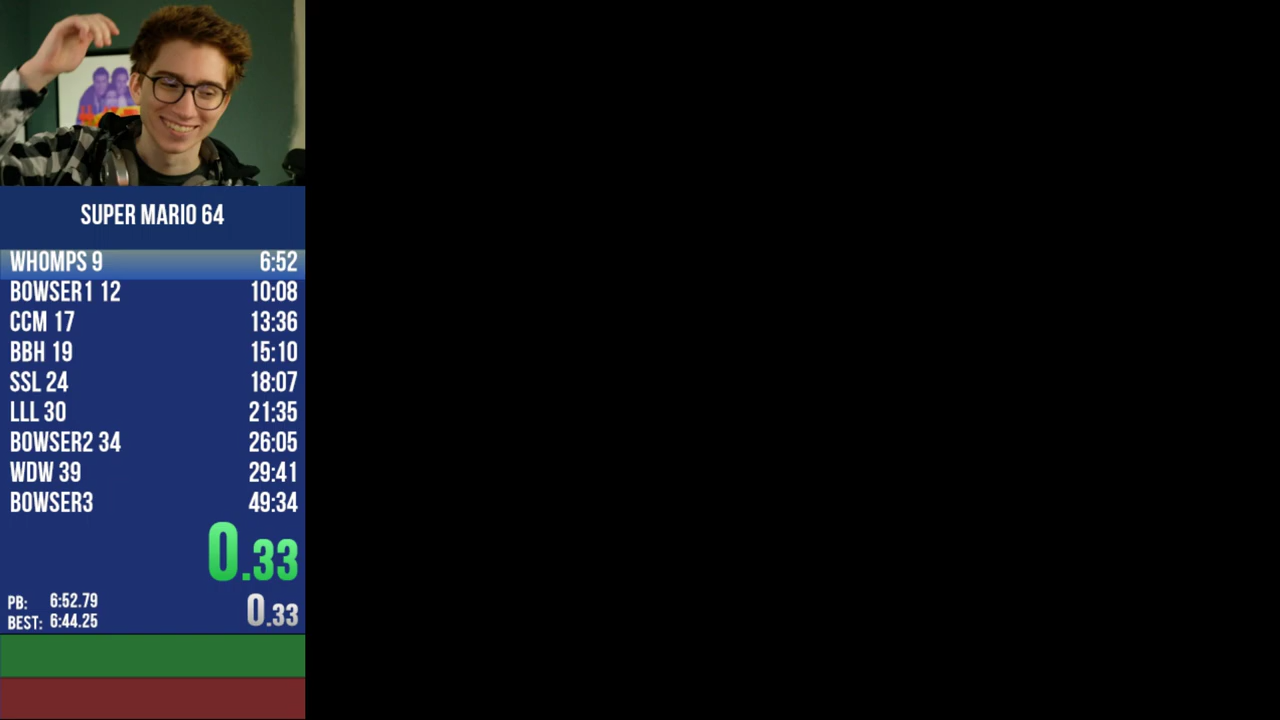 SUPER MARIO 64
WHOMPS 9 6:52
BOWSER1 12 10:08
CCM 17 13:36
BBH 19 15:10
SSL 24 18:07
LLL 30 21:35
BOWSER2 34 26:05
WDW 39 29:41
BOWSER3 49:34
0.33
PB: 6:52.79 0.33
BEST: 6:44.25